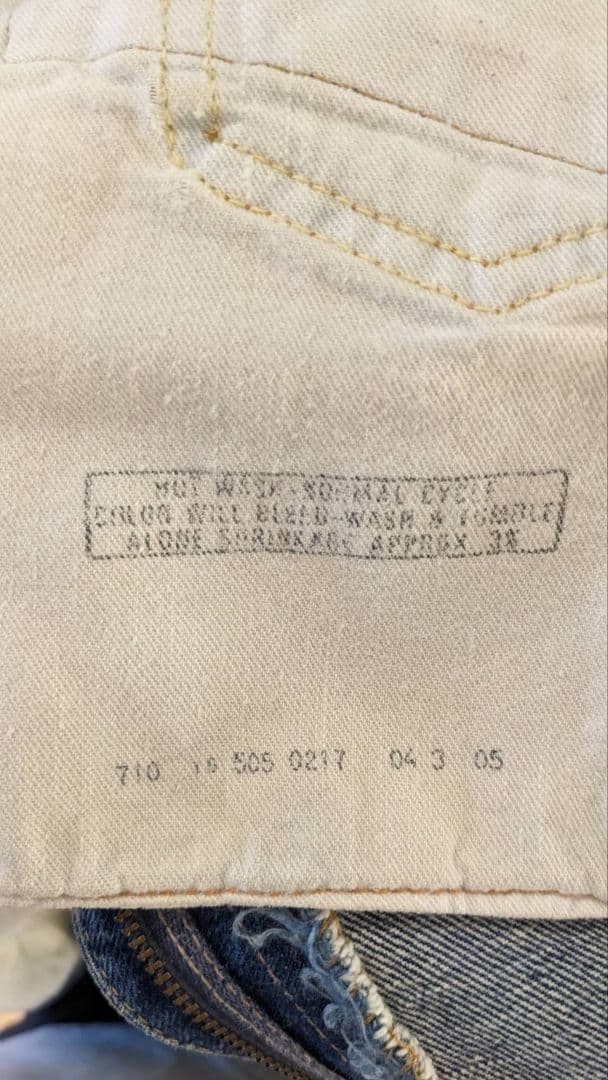 HOT WASH-NORMAL CYCLE
COLOR WILL BLEED-WASH & TUMBLE
ALONE SHRINKAGE APPROX 3%
710 18 505 0217 04 3 05